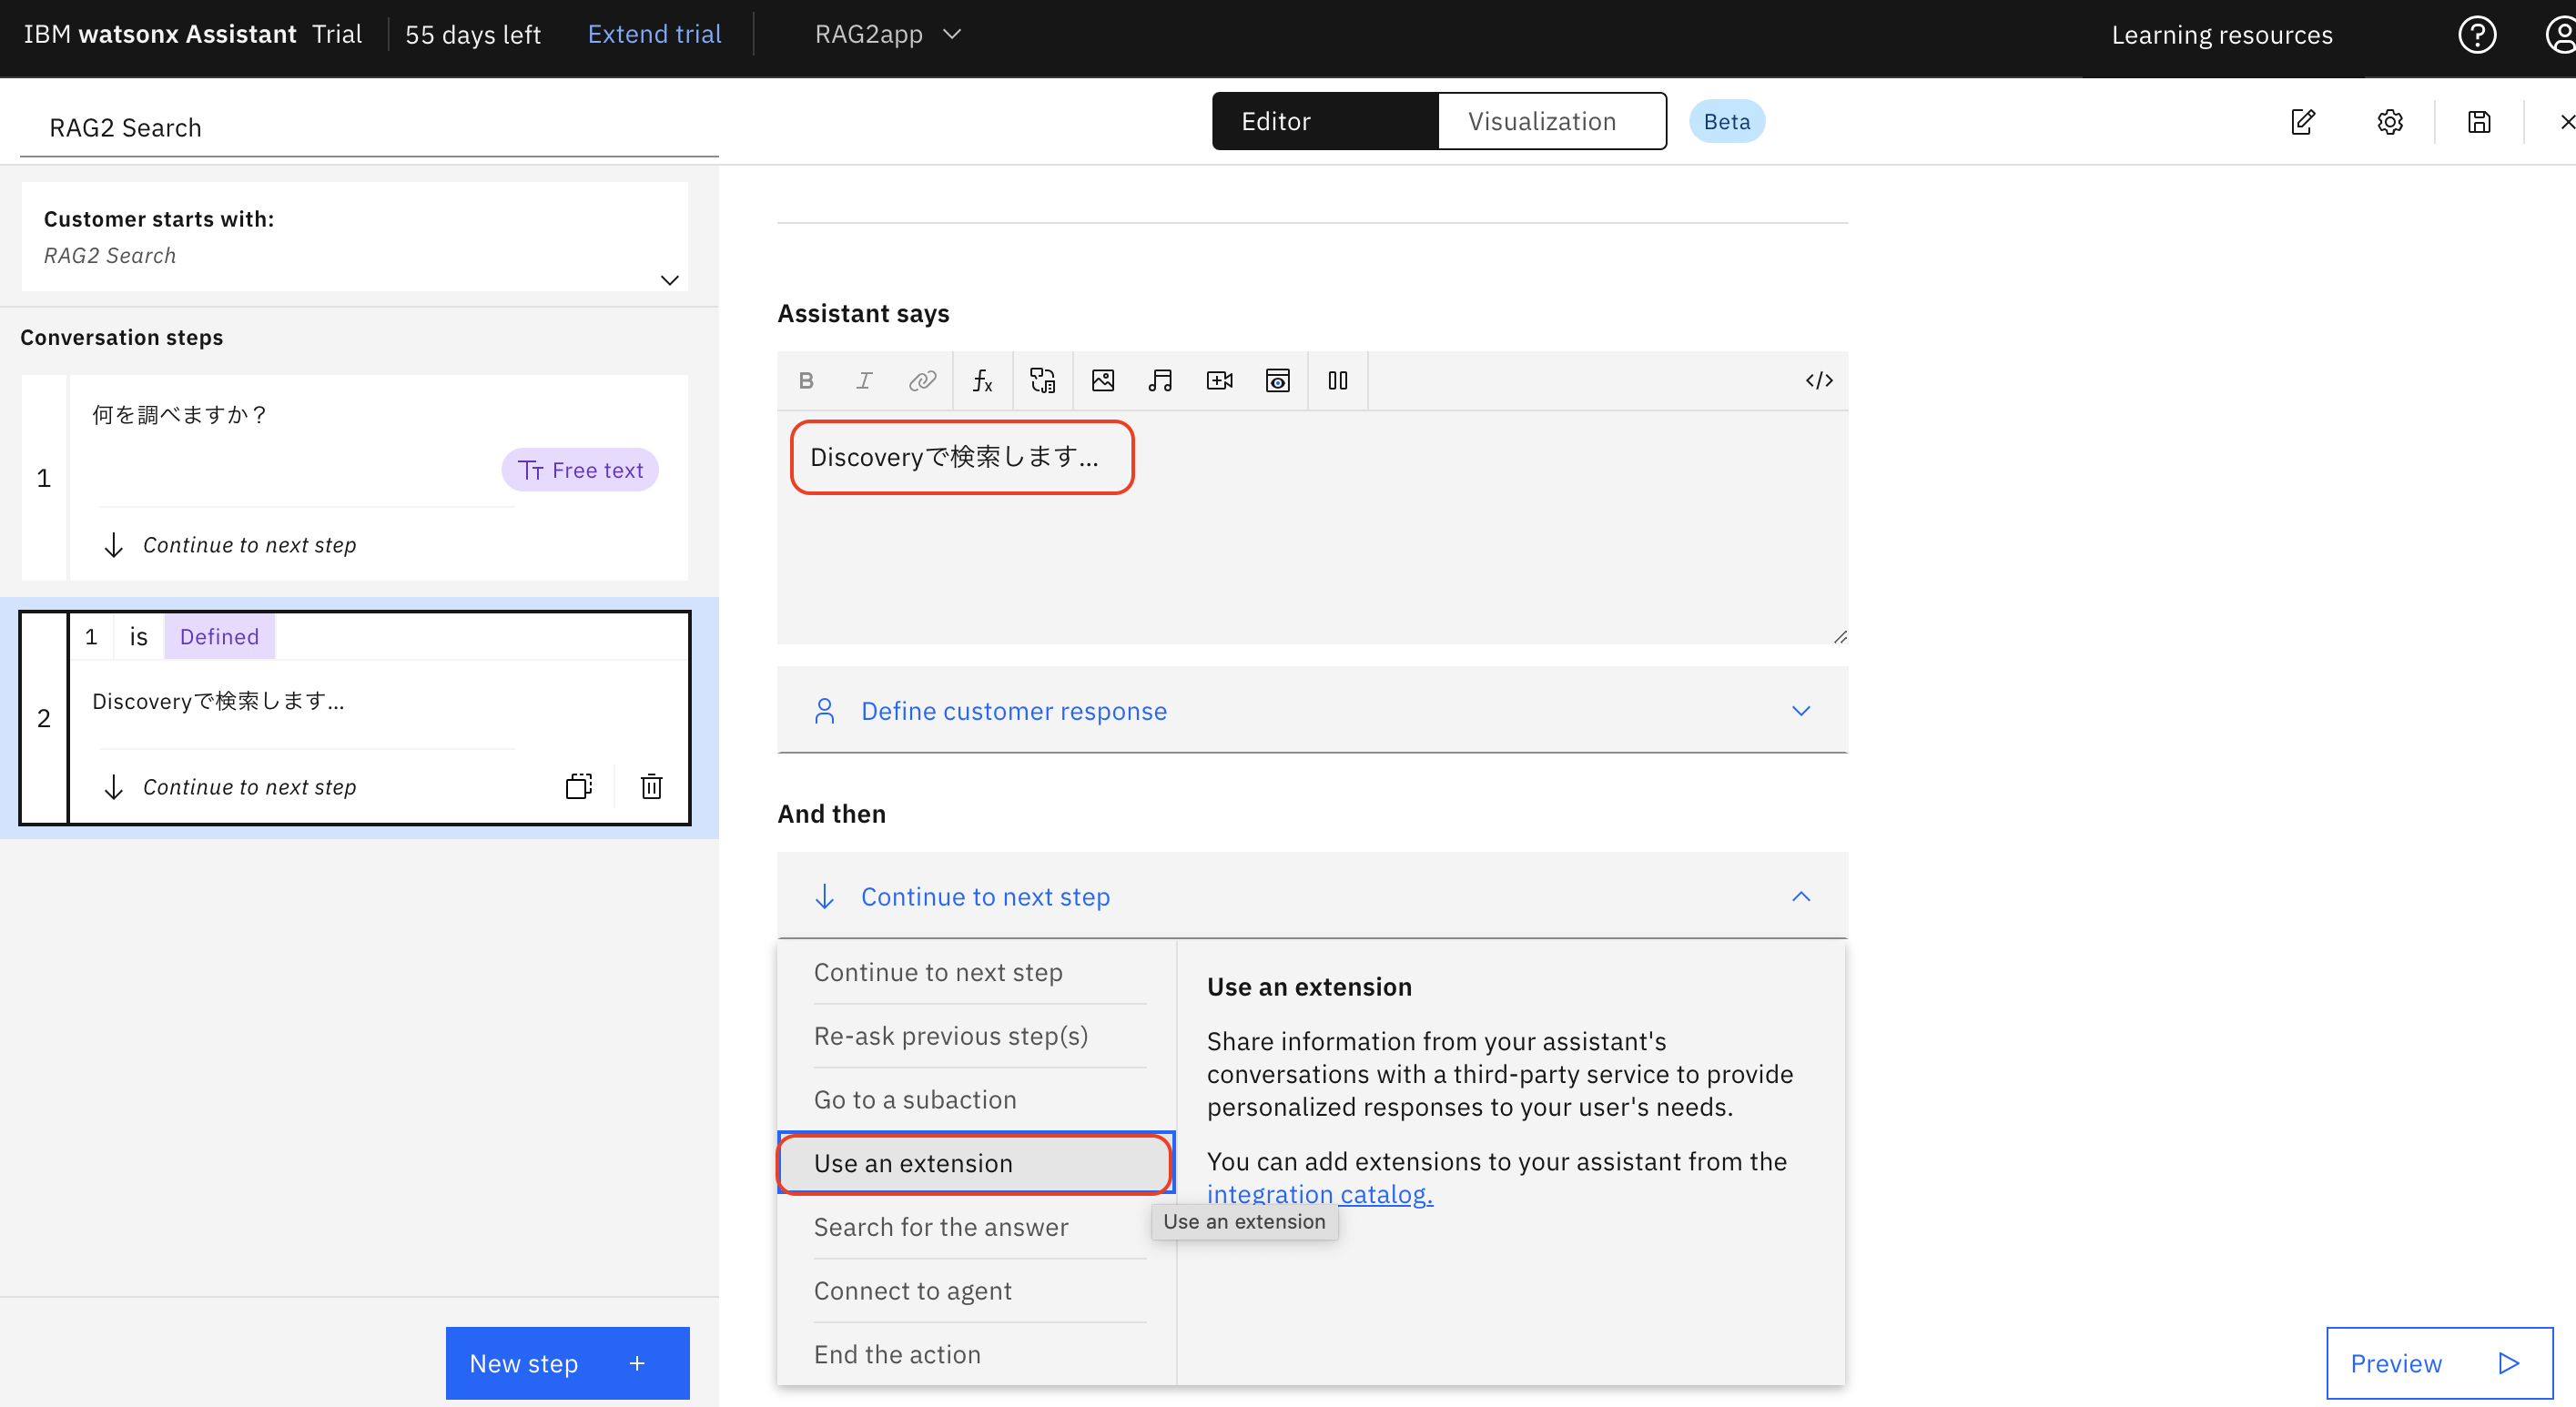 IBM watsonx Assistant Trial 55 days left Extend trial RAG2app Learning resources
RAG2 Search
Editor Visualization Beta
Customer starts with:
RAG2 Search
Conversation steps
1
何を調べますか？
Free text
Continue to next step
2
1 is Defined
Discoveryで検索します...
Continue to next step
New step +
Assistant says
B I fx </>
Discoveryで検索します...
Define customer response
And then
Continue to next step
Continue to next step
Re-ask previous step(s)
Go to a subaction
Use an extension
Search for the answer
Connect to agent
End the action
Use an extension
Share information from your assistant's
conversations with a third-party service to provide
personalized responses to your user's needs.
You can add extensions to your assistant from the
integration catalog.
Use an extension
Preview